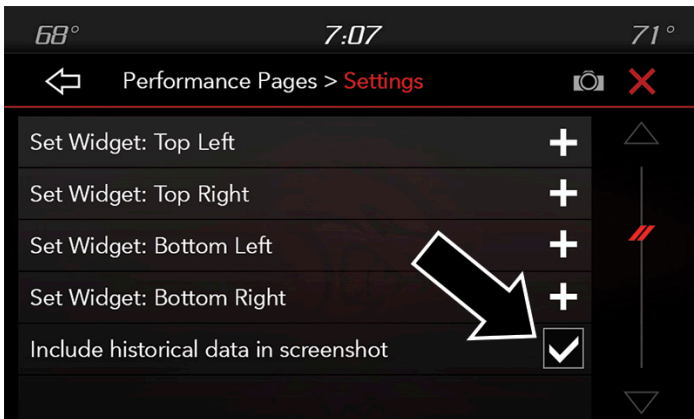 68° 7:07 71°
Performance Pages > Settings
Set Widget: Top Left
Set Widget: Top Right
Set Widget: Bottom Left
Set Widget: Bottom Right
Include historical data in screenshot